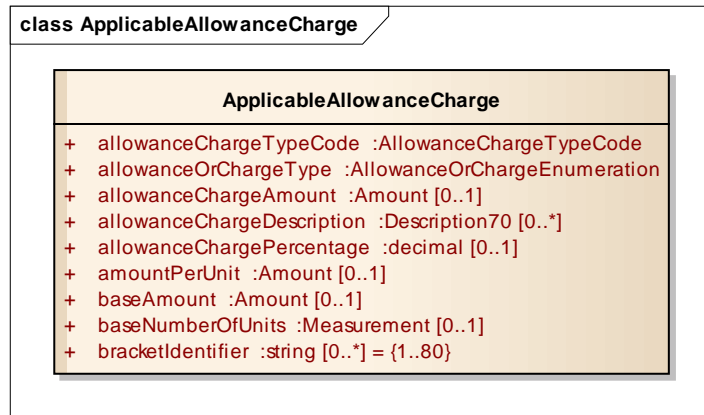 class ApplicableAllowanceCharge
ApplicableAllowanceCharge
+ allowanceChargeTypeCode :AllowanceChargeTypeCode
+ allowanceOrChargeType :AllowanceOrChargeEnumeration
+ allowanceChargeAmount :Amount [0..1]
+ allowanceChargeDescription :Description70 [0..*]
+ allowanceChargePercentage :decimal [0..1]
+ amountPerUnit :Amount [0..1]
+ baseAmount :Amount [0..1]
+ baseNumberOfUnits :Measurement [0..1]
+ bracketIdentifier :string [0..*] = {1..80}